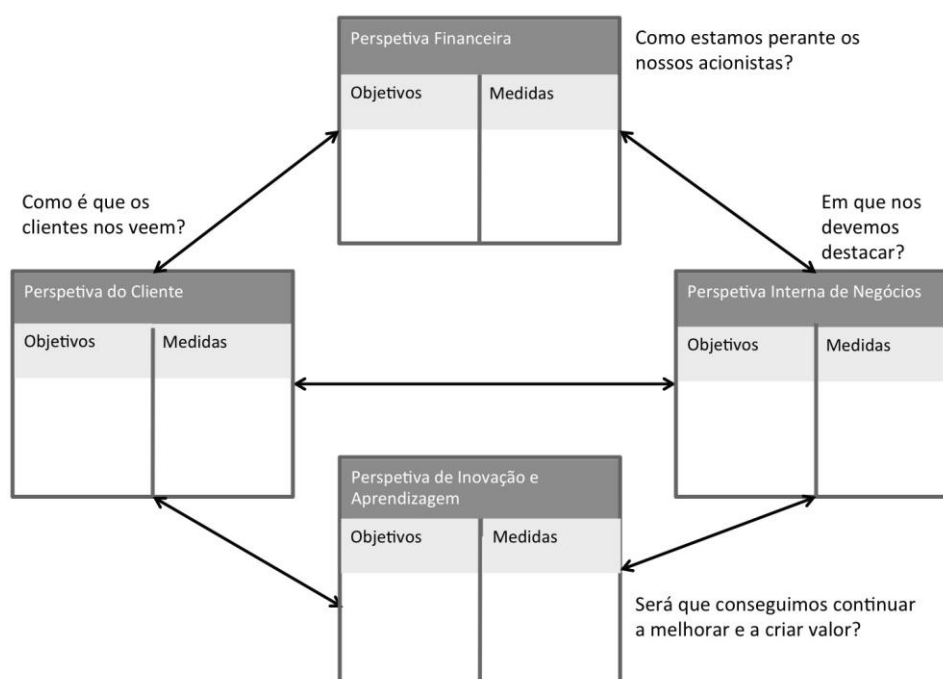 Perspetiva Financeira
Objetivos
Medidas
Como estamos perante os
nossos acionistas?
Como é que os
clientes nos veem?
Em que nos
devemos
destacar?
Perspetiva do Cliente
Objetivos
Medidas
Perspetiva Interna de Negócios
Objetivos
Medidas
Perspetiva de Inovação e
Aprendizagem
Objetivos
Medidas
Será que conseguimos continuar
a melhorar e a criar valor?